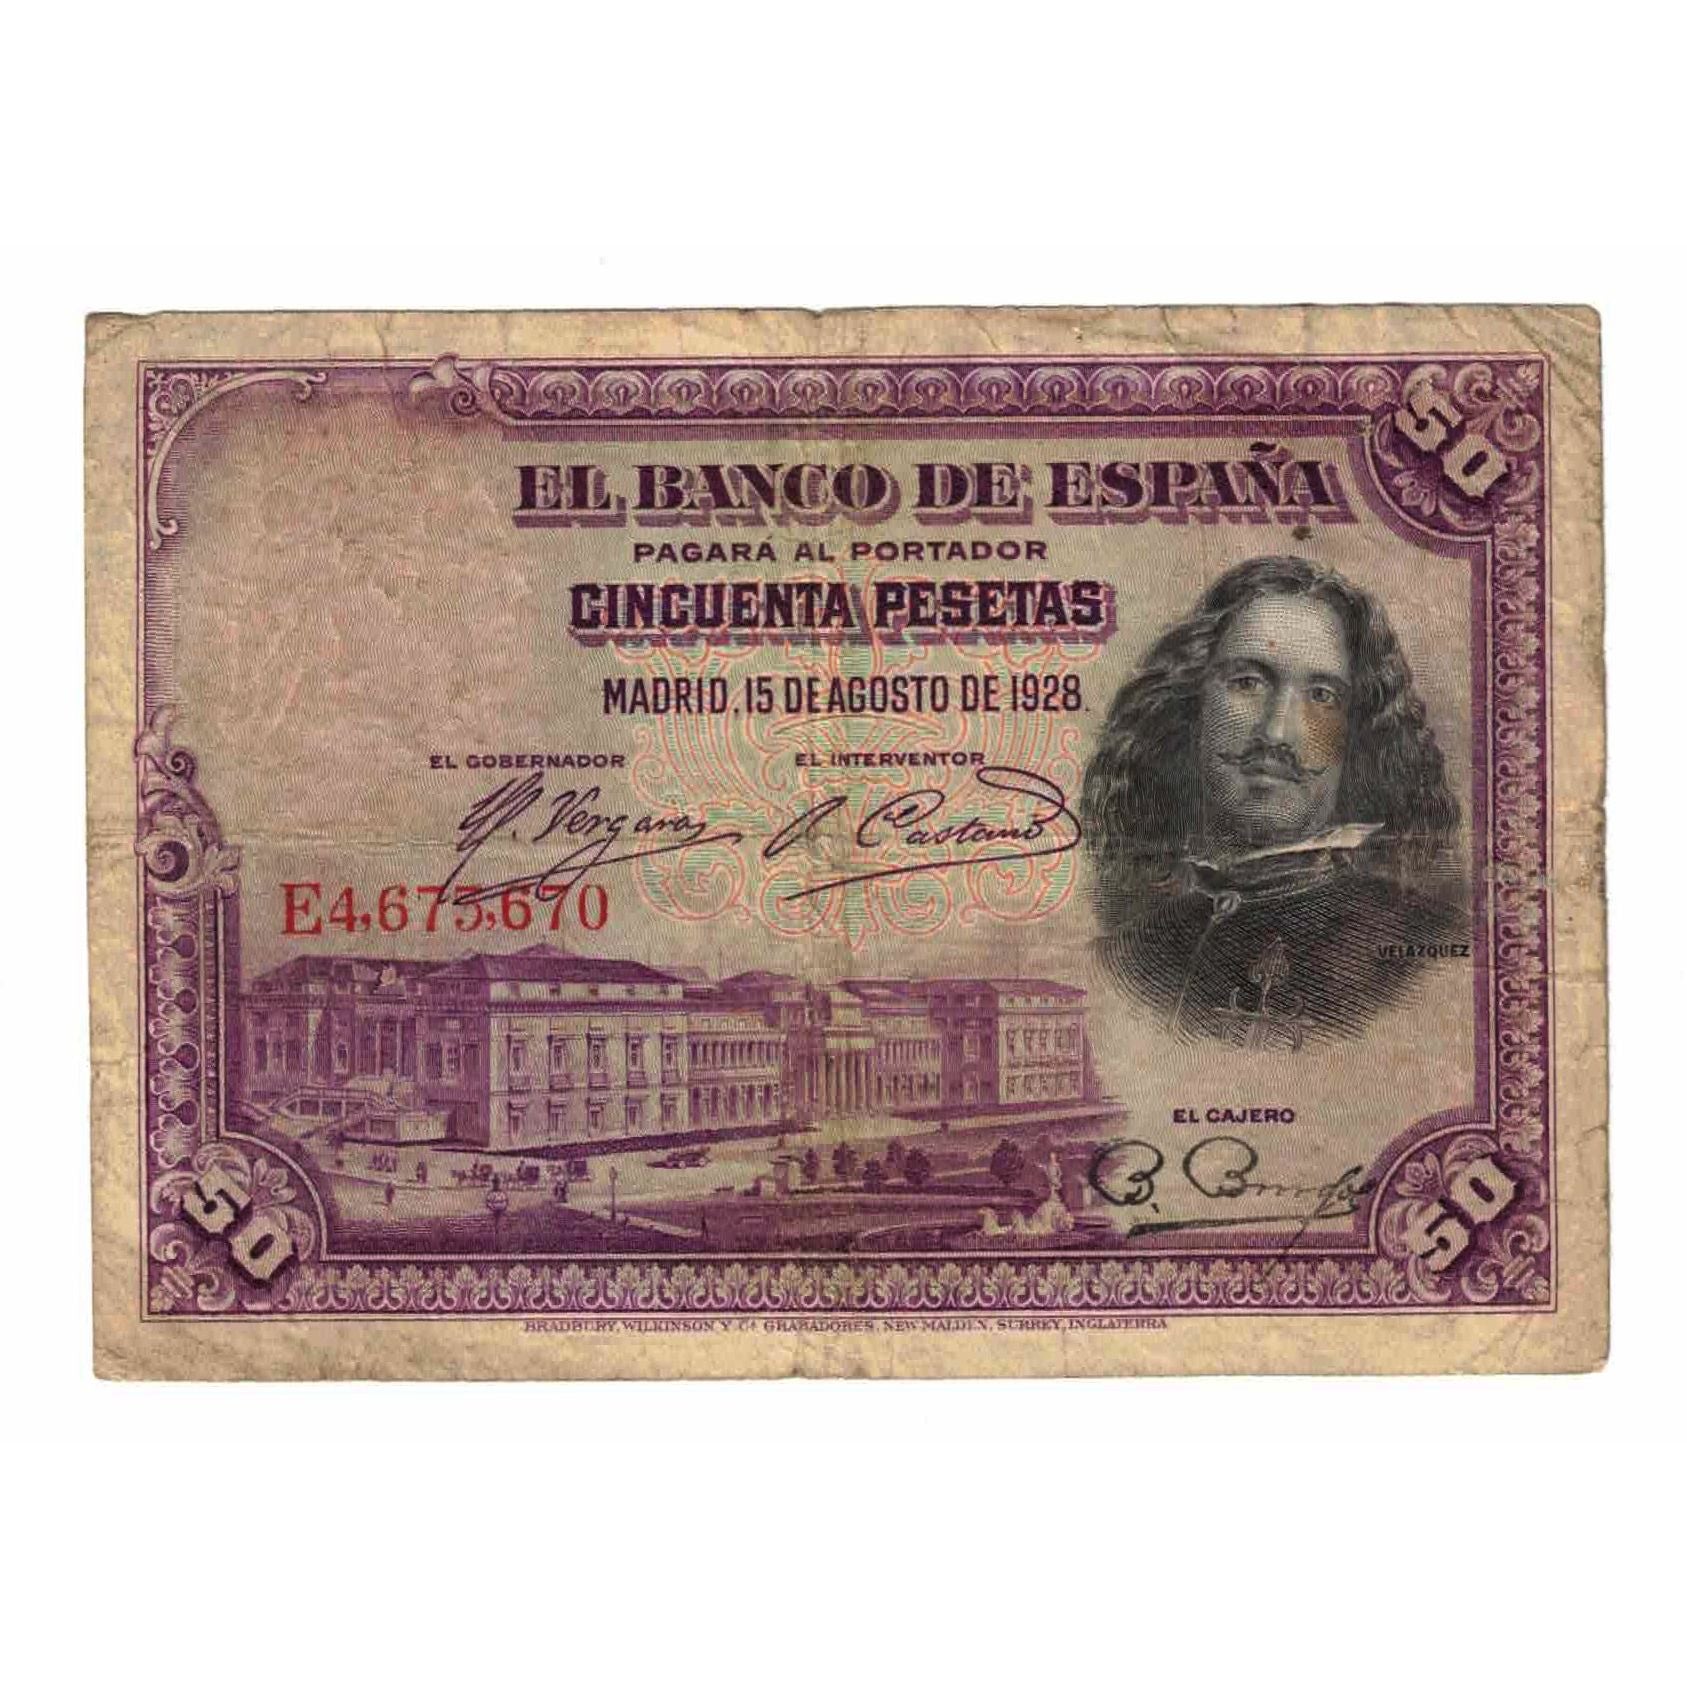 50
EL BANCO DE ESPAÑA
PAGARÁ AL PORTADOR
CINCUENTA PESETAS
MADRID, 15 DE AGOSTO DE 1928.
EL GOBERNADOR EL INTERVENTOR
Vergara
E4,675,670
VELAZQUEZ
EL CAJERO
50
50
BRADBURY, WILKINSON Y Cª GRABADORES, NEW MALDEN, SURREY, INGLATERRA